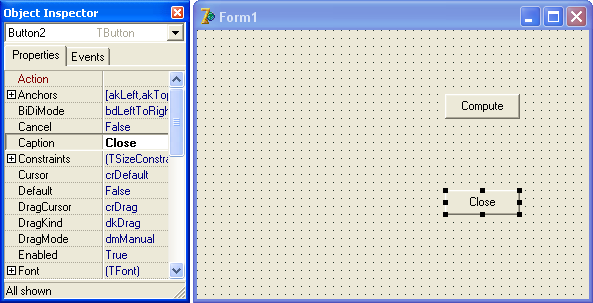 Object Inspector
Button2 TButton
Properties Events
Action
Anchors [akLeft,akTop
BiDiMode bdLeftToRigh
Cancel False
Caption Close
Constraints (TSizeConstra
Cursor crDefault
Default False
DragCursor crDrag
DragKind dkDrag
DragMode dmManual
Enabled True
Font (TFont)
All shown
Form1
Compute
Close